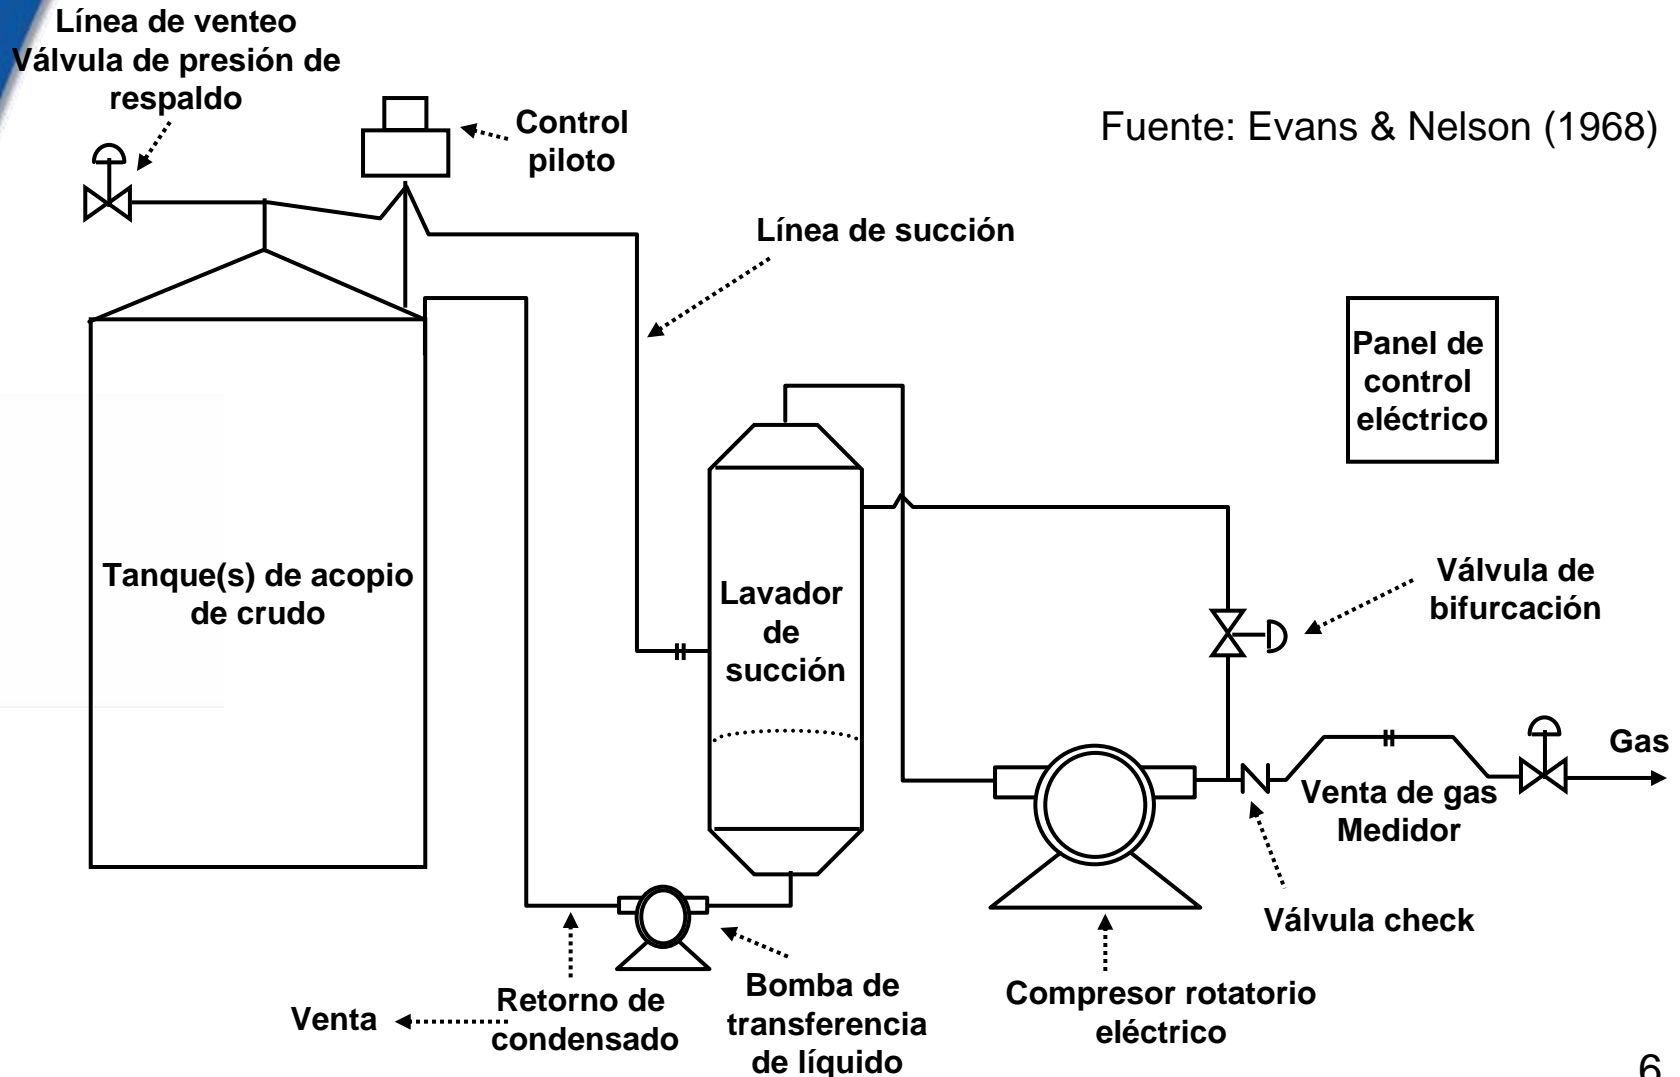 Línea de venteo
Válvula de presión de
respaldo
Control
piloto
Fuente: Evans & Nelson (1968)
Línea de succión
Panel de
control
eléctrico
Tanque(s) de acopio
de crudo
Lavador
de
succión
Válvula de
bifurcación
Gas
Venta de gas
Medidor
Válvula check
Venta
Retorno de
condensado
Bomba de
transferencia
de líquido
Compresor rotatorio
eléctrico
6